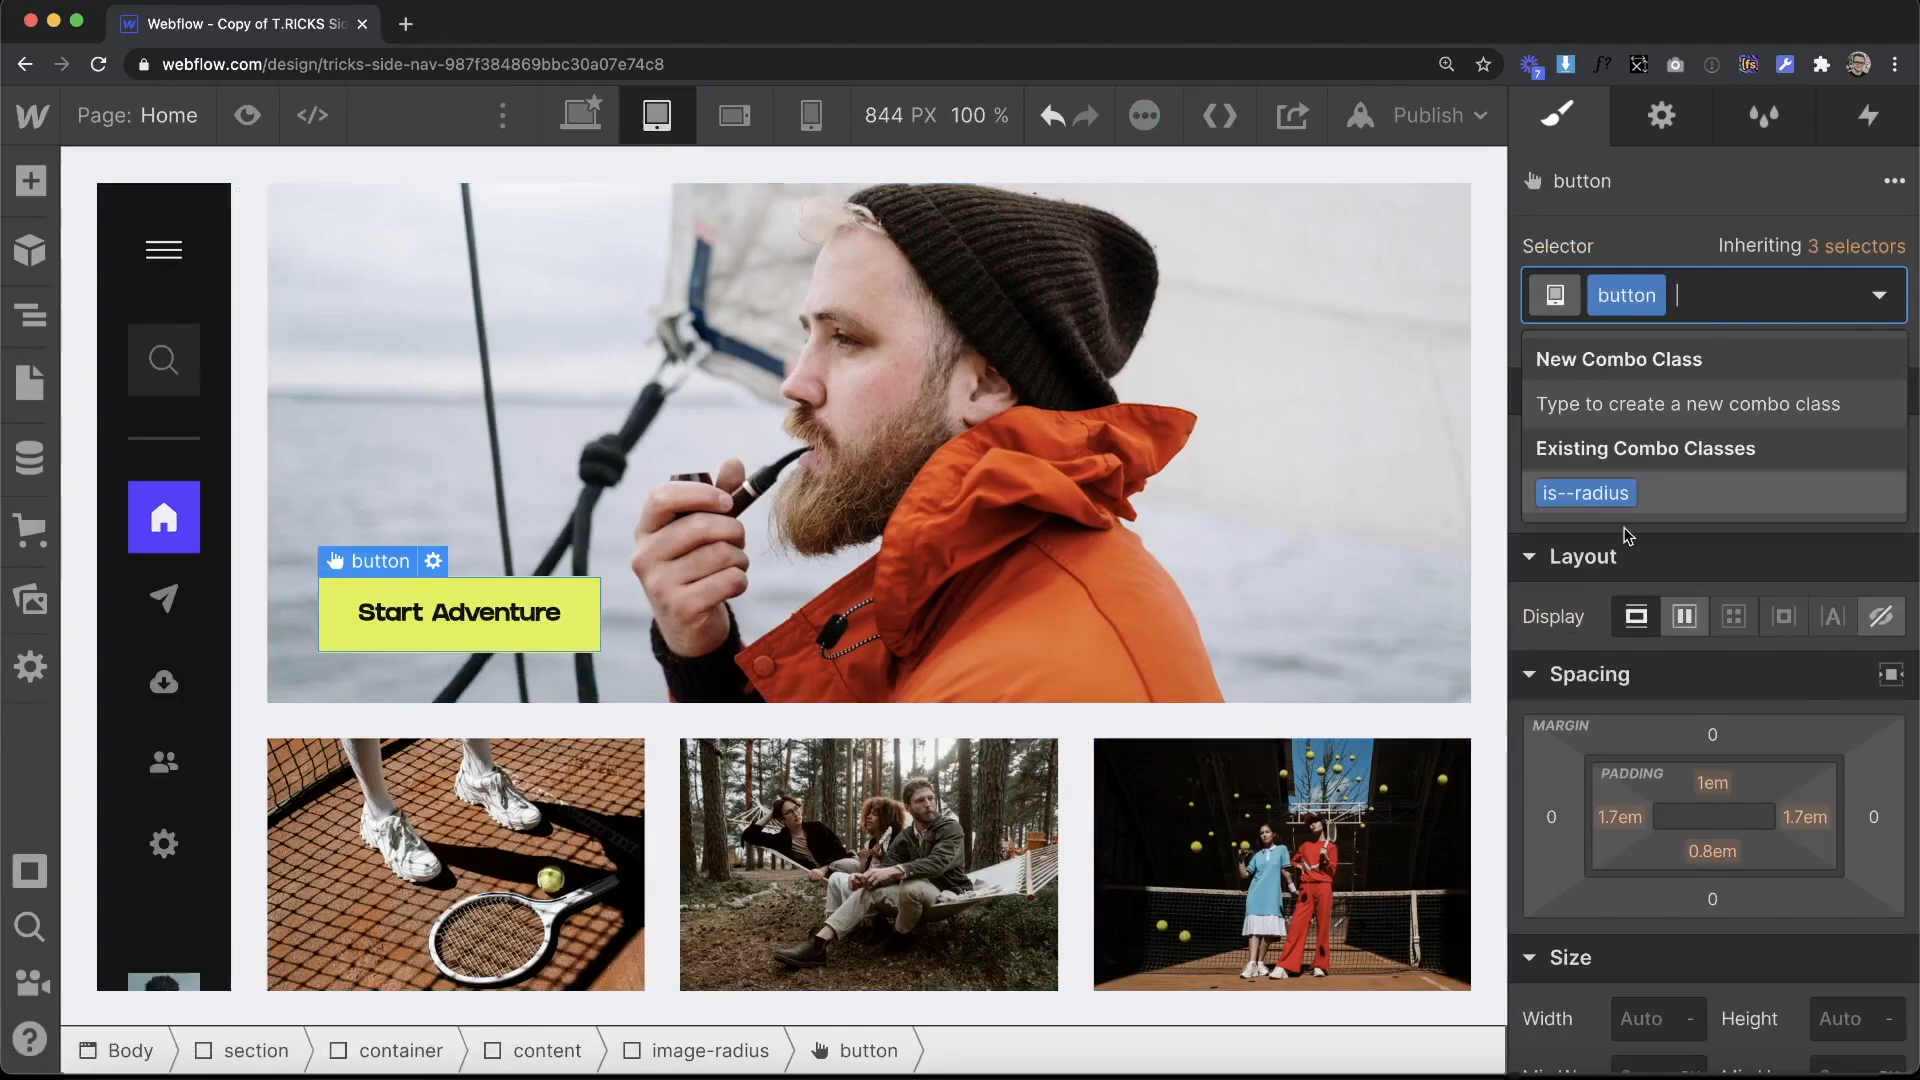 Webflow - Copy of T.RICKS Sid
webflow.com/design/tricks-side-nav-987f384869bbc30a07e74c8
7
Page: Home
844 PX 100 %
Publish
button
Selector
Inheriting 3 selectors
button
New Combo Class
Type to create a new combo class
Existing Combo Classes
is--radius
button
Start Adventure
Layout
Display
Spacing
MARGIN
0
PADDING
1em
0
1.7em
1.7em
0
0.8em
0
Size
Width
Auto -
Height
Auto -
Body
section
container
content
image-radius
button